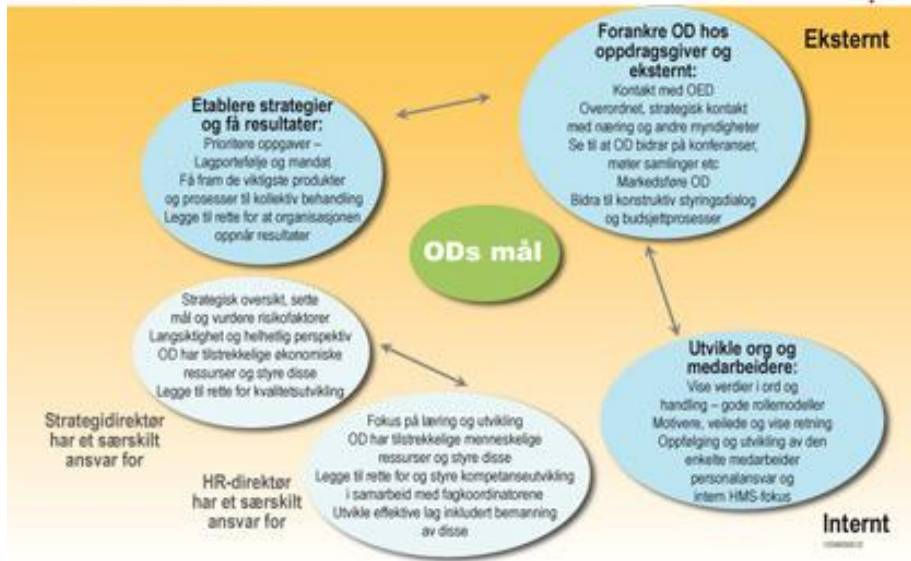 Eksternt
Forankre OD hos
oppdragsgiver og
eksternt:
Kontakt med OED
Overordnet, strategisk kontakt
med næring og andre myndigheter
Se til at OD bidrar på konferanser,
møter samlinger etc
Markedsføre OD
Bidra til konstruktiv styringsdialog
og budsjettprosesser
Etablere strategier
og få resultater:
Prioritere oppgaver –
Lagportefølje og mandat
Få fram de viktigste produkter
og prosesser til kollektiv behandling
Legge til rette for at organisasjonen
oppnår resultater
ODs mål
Strategisk oversikt, sette
mål og vurdere risikofaktorer
Langsiktighet og helhetlig perspektiv
OD har tilstrekkelige økonomiske
ressurser og styre disse
Legge til rette for kvalitetsutvikling
Strategidirektør
har et særskilt
ansvar for
Fokus på læring og utvikling
OD har tilstrekkelige menneskelige
ressurser og styre disse
Legge til rette for og styre kompetanseutvikling
i samarbeid med fagkoordinatorene
Utvikle effektive lag inkludert bemanning
av disse
HR-direktør
har et særskilt
ansvar for
Utvikle org og
medarbeidere:
Vise verdier i ord og
handling – gode rollemodeller
Motivere, veilede og vise retning
Oppfølging og utvikling av den
enkelte medarbeider
personalansvar og
intern HMS-fokus
Internt